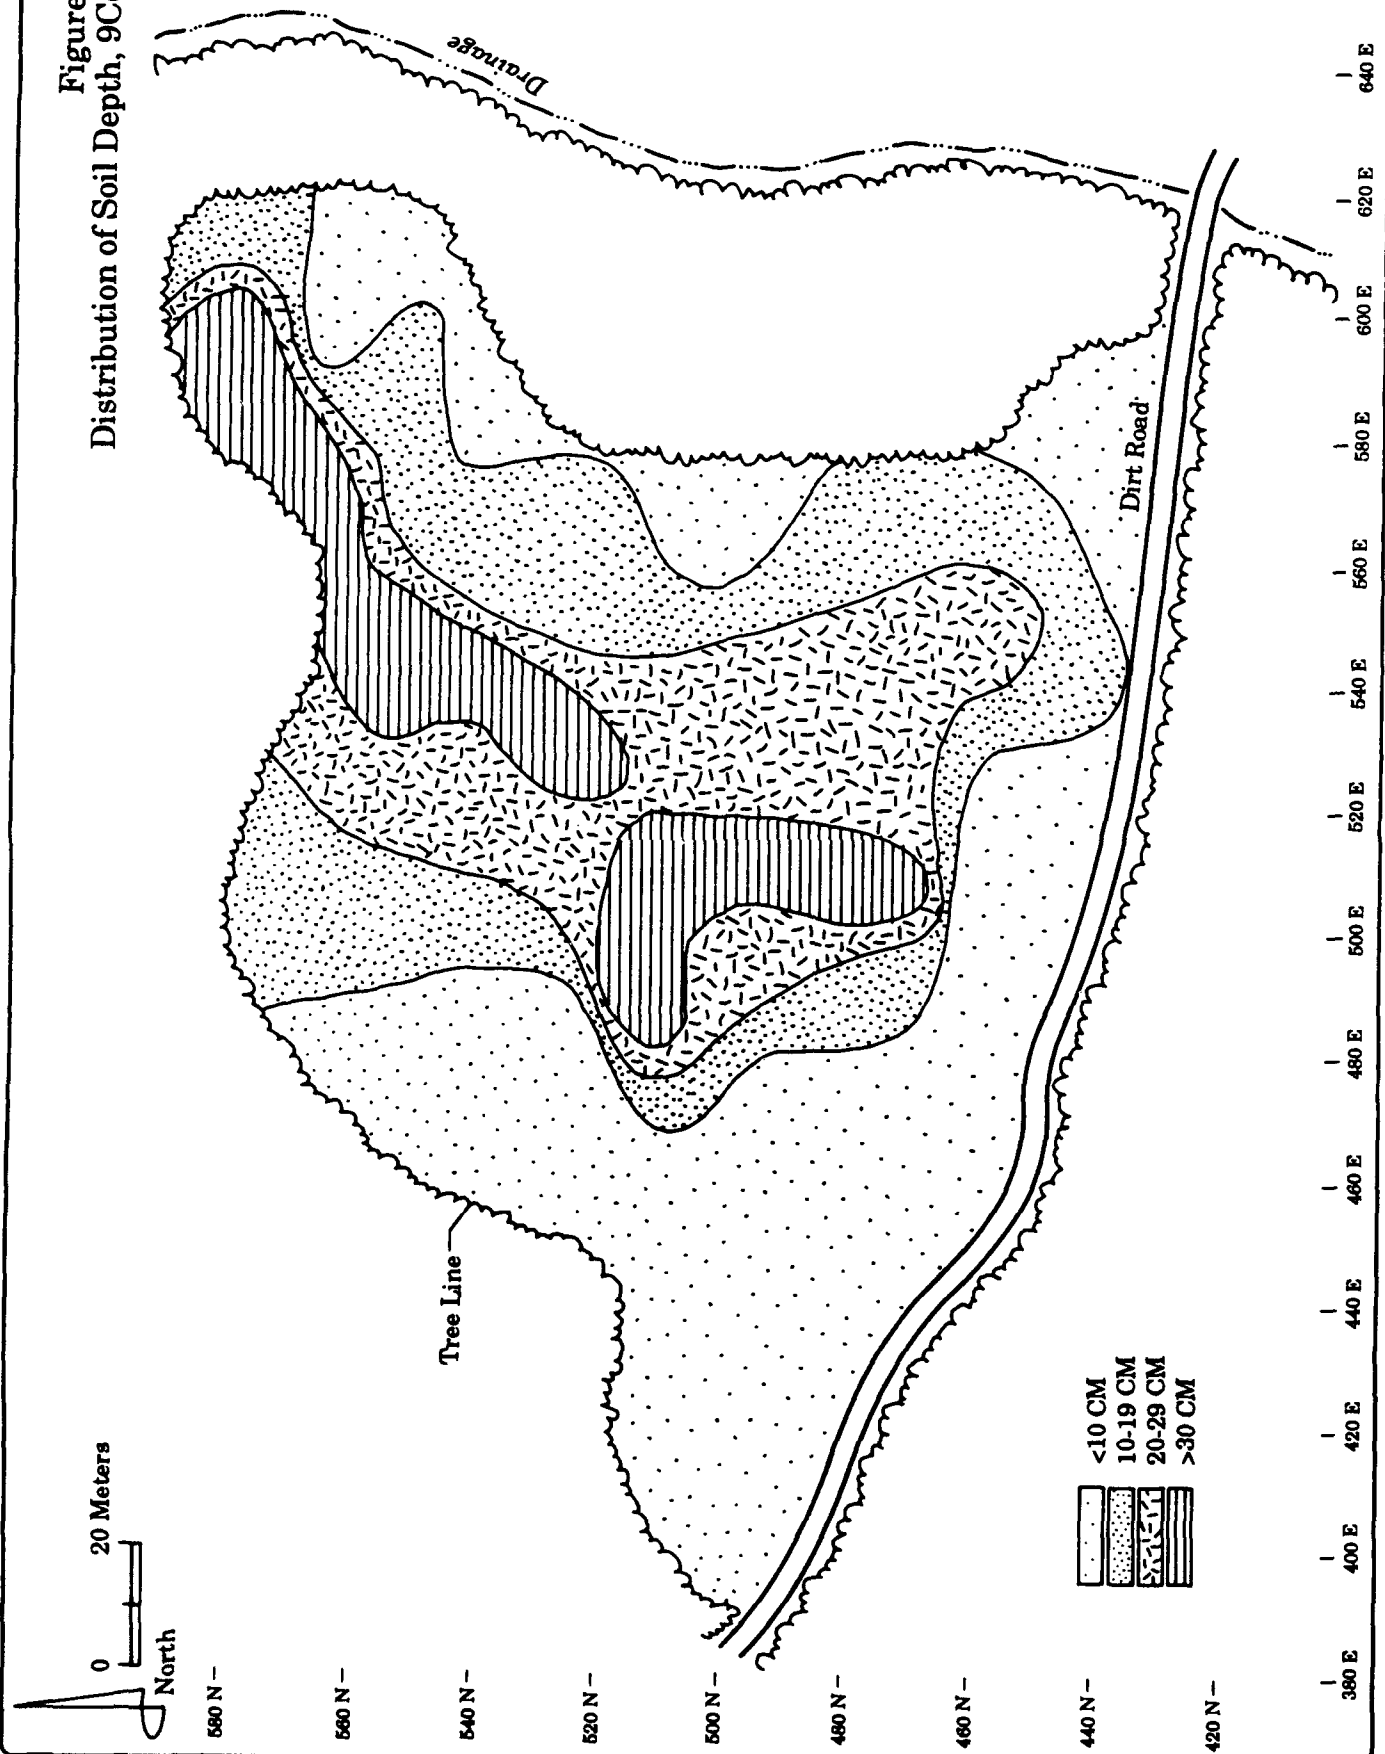 Figure
Distribution of Soil Depth, 9C
0 20 Meters
North
Drainage
Tree Line
Dirt Road
<10 CM
10-19 CM
20-29 CM
>30 CM
580 N
560 N
540 N
520 N
500 N
480 N
460 N
440 N
420 N
380 E
400 E
420 E
440 E
460 E
480 E
500 E
520 E
540 E
560 E
580 E
600 E
620 E
640 E